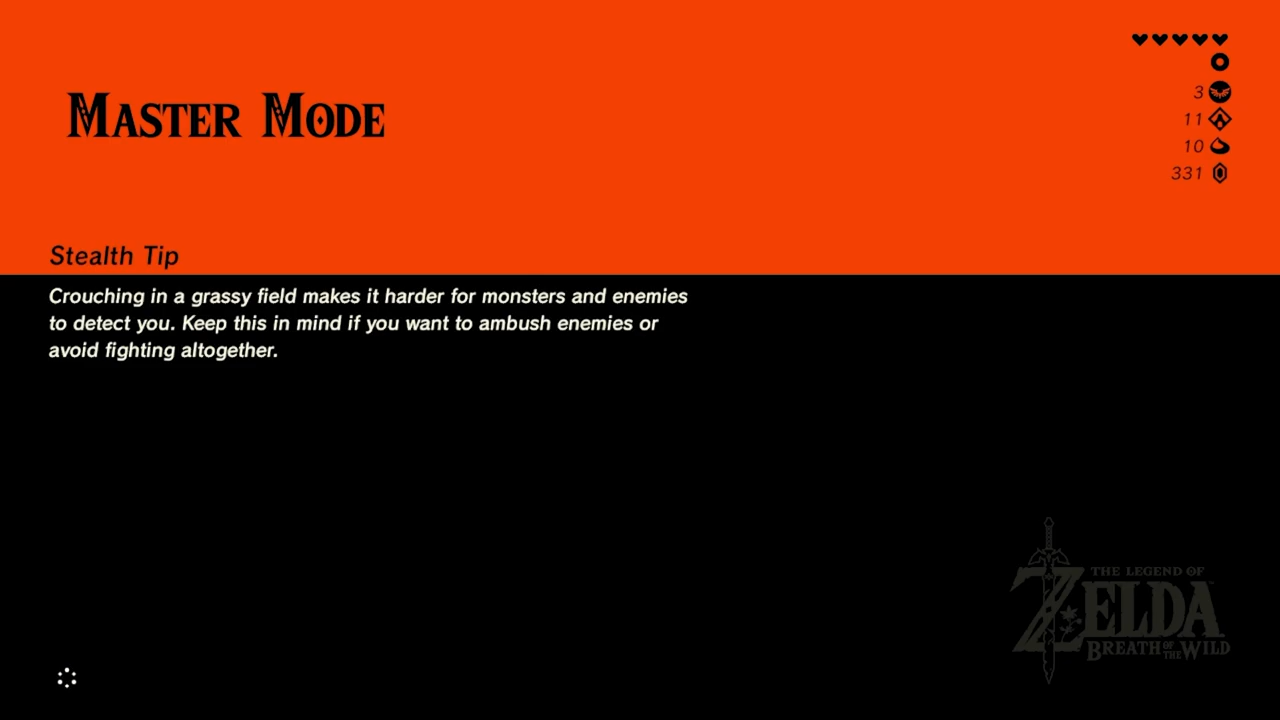 Master Mode
3
11
10
331
Stealth Tip
Crouching in a grassy field makes it harder for monsters and enemies
to detect you. Keep this in mind if you want to ambush enemies or
avoid fighting altogether.
THE LEGEND OF
ZELDA
BREATH OF THE WILD